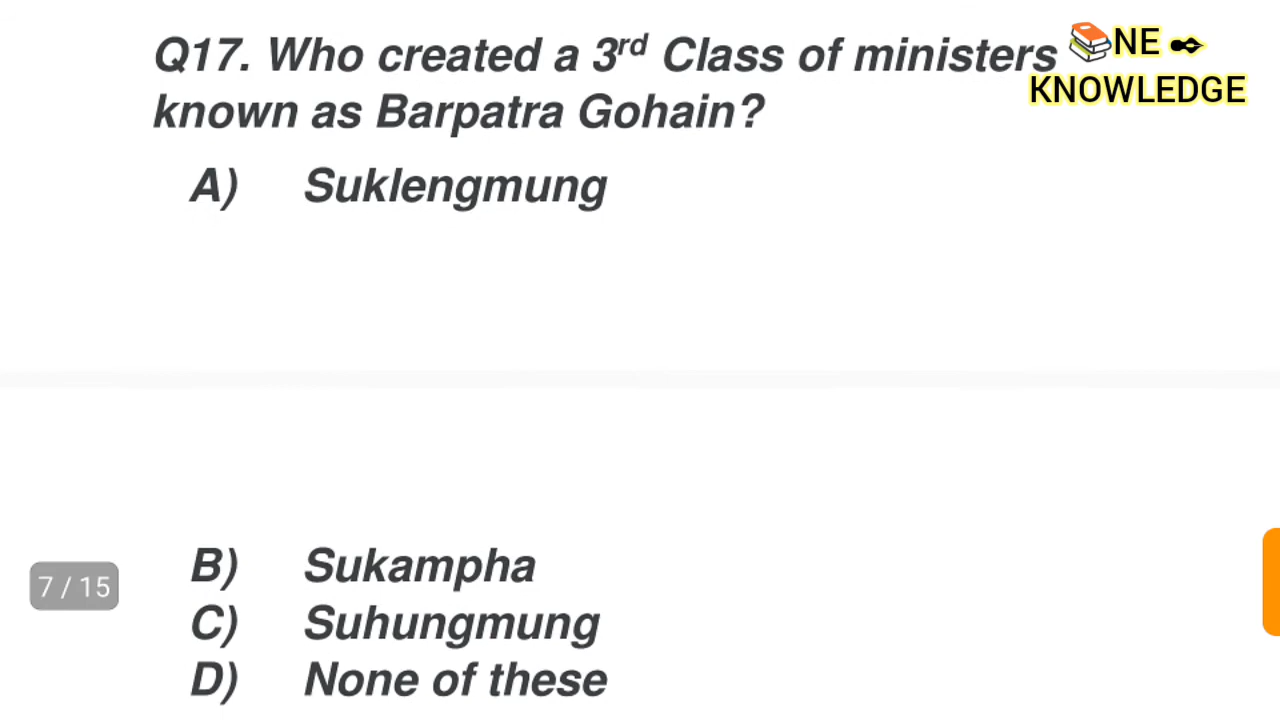 Q17. Who created a 3rd Class of ministers
known as Barpatra Gohain?
📚NE ✒
KNOWLEDGE
A) Suklengmung
B) Sukampha
7 / 15
C) Suhungmung
D) None of these